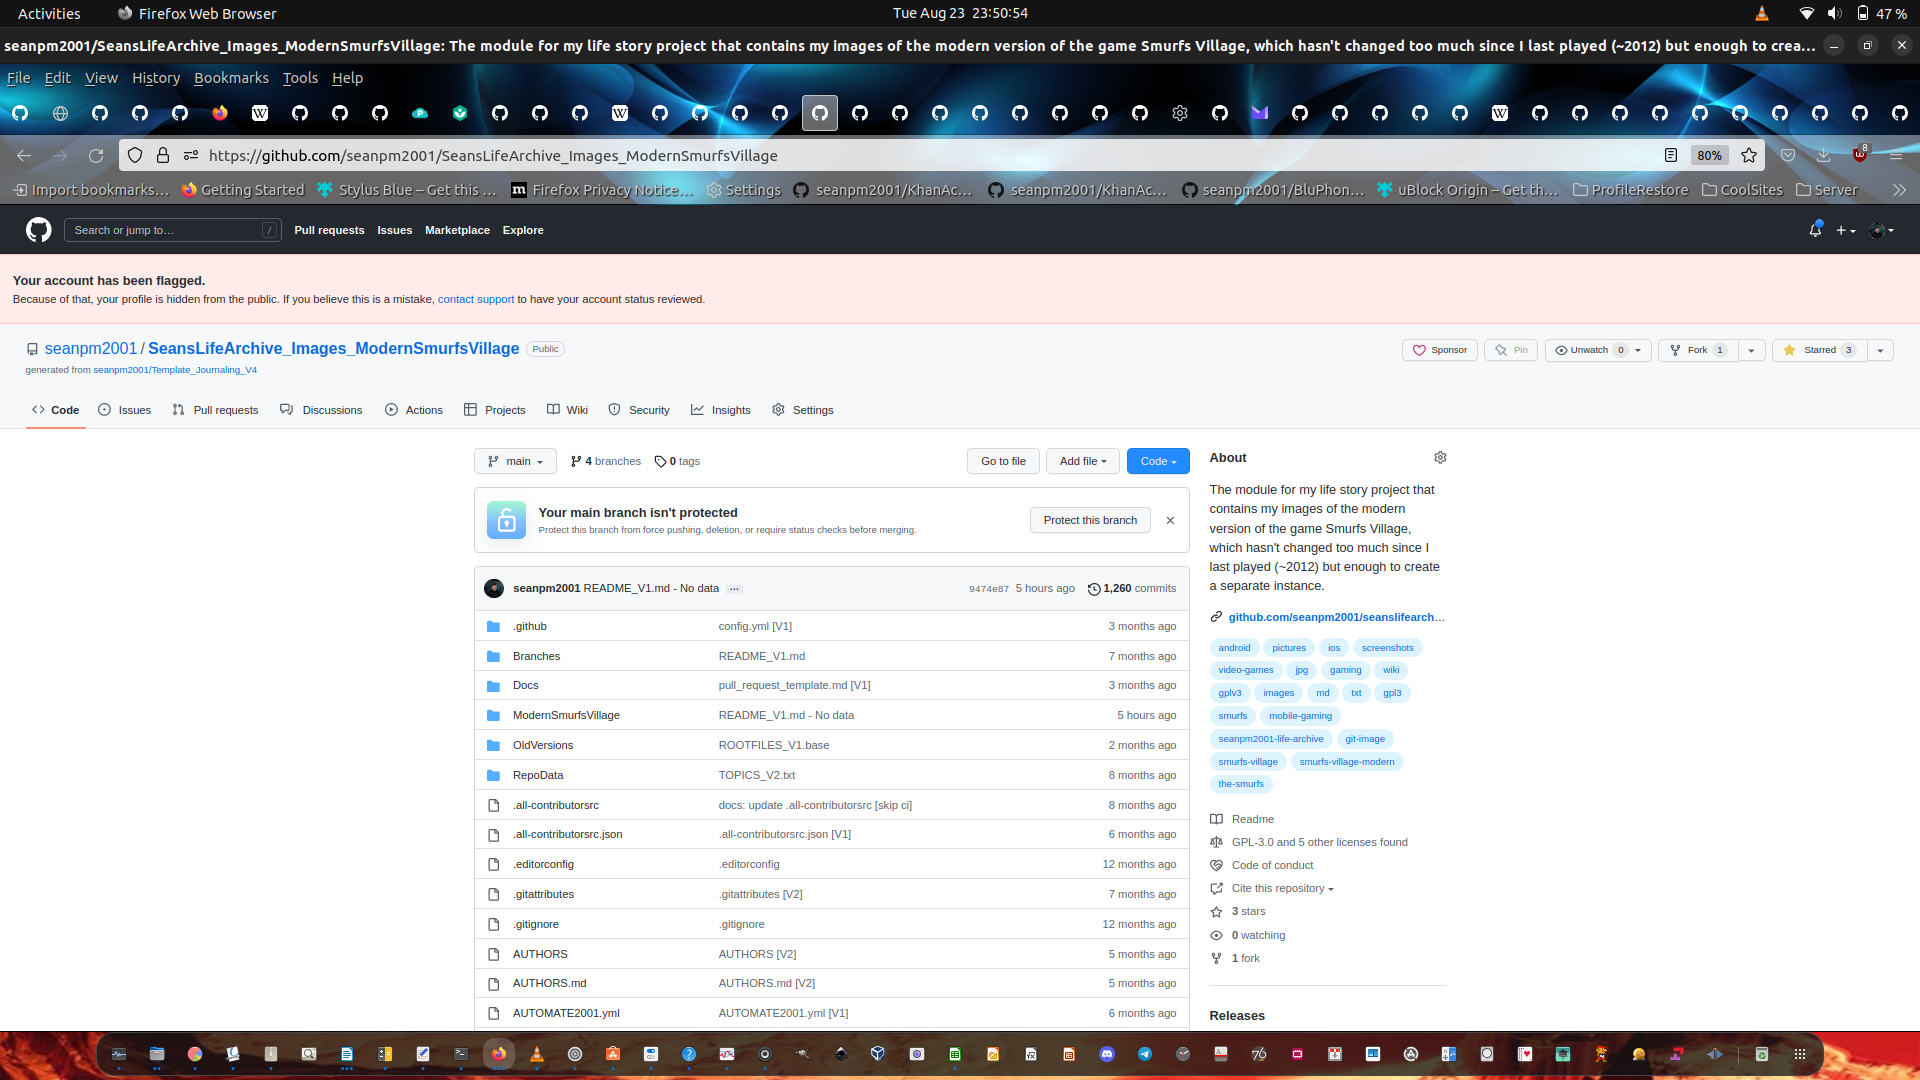 Activities Firefox Web Browser Tue Aug 23 23:50:54 47 %
seanpm2001/SeansLifeArchive_Images_ModernSmurfsVillage: The module for my life story project that contains my images of the modern version of the game Smurfs Village, which hasn't changed too much since I last played (~2012) but enough to crea…
File Edit View History Bookmarks Tools Help
https://github.com/seanpm2001/SeansLifeArchive_Images_ModernSmurfsVillage 80% 8
Import bookmarks… Getting Started Stylus Blue – Get this … Firefox Privacy Notice… Settings seanpm2001/KhanAc… seanpm2001/KhanAc… seanpm2001/BluPhon… uBlock Origin – Get th… ProfileRestore CoolSites Server
Search or jump to… / Pull requests Issues Marketplace Explore
Your account has been flagged.
Because of that, your profile is hidden from the public. If you believe this is a mistake, contact support to have your account status reviewed.
seanpm2001 / SeansLifeArchive_Images_ModernSmurfsVillage Public
Sponsor Pin Unwatch 0 Fork 1 Starred 3
generated from seanpm2001/Template_Journaling_V4
Code Issues Pull requests Discussions Actions Projects Wiki Security Insights Settings
main 4 branches 0 tags Go to file Add file Code
Your main branch isn't protected
Protect this branch from force pushing, deletion, or require status checks before merging.
Protect this branch
seanpm2001 README_V1.md - No data … 9474e87 5 hours ago 1,260 commits
.github config.yml [V1] 3 months ago
Branches README_V1.md 7 months ago
Docs pull_request_template.md [V1] 3 months ago
ModernSmurfsVillage README_V1.md - No data 5 hours ago
OldVersions ROOTFILES_V1.base 2 months ago
RepoData TOPICS_V2.txt 8 months ago
.all-contributorsrc docs: update .all-contributorsrc [skip ci] 8 months ago
.all-contributorsrc.json .all-contributorsrc.json [V1] 6 months ago
.editorconfig .editorconfig 12 months ago
.gitattributes .gitattributes [V2] 7 months ago
.gitignore .gitignore 12 months ago
AUTHORS AUTHORS [V2] 5 months ago
AUTHORS.md AUTHORS.md [V2] 5 months ago
AUTOMATE2001.yml AUTOMATE2001.yml [V1] 6 months ago
About
The module for my life story project that
contains my images of the modern
version of the game Smurfs Village,
which hasn't changed too much since I
last played (~2012) but enough to create
a separate instance.
github.com/seanpm2001/seanslifearch…
android pictures ios screenshots
video-games jpg gaming wiki
gplv3 images md txt gpl3
smurfs mobile-gaming
seanpm2001-life-archive git-image
smurfs-village smurfs-village-modern
the-smurfs
Readme
GPL-3.0 and 5 other licenses found
Code of conduct
Cite this repository
3 stars
0 watching
1 fork
Releases